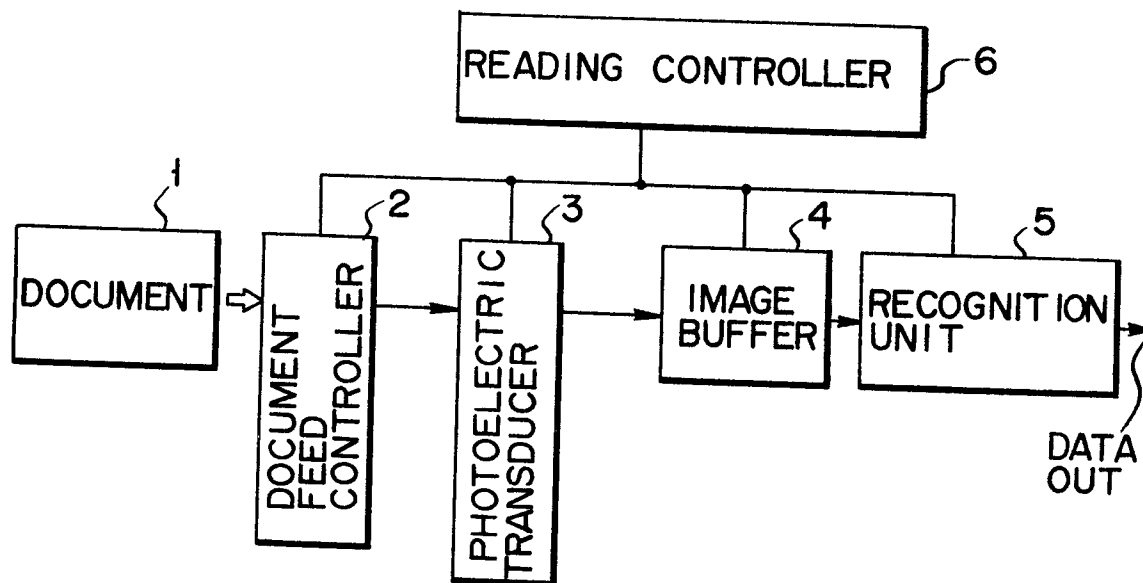 READING CONTROLLER
6
1
DOCUMENT
2
DOCUMENT
FEED
CONTROLLER
3
PHOTOELECTRIC
TRANSDUCER
4
IMAGE
BUFFER
5
RECOGNITION
UNIT
DATA
OUT